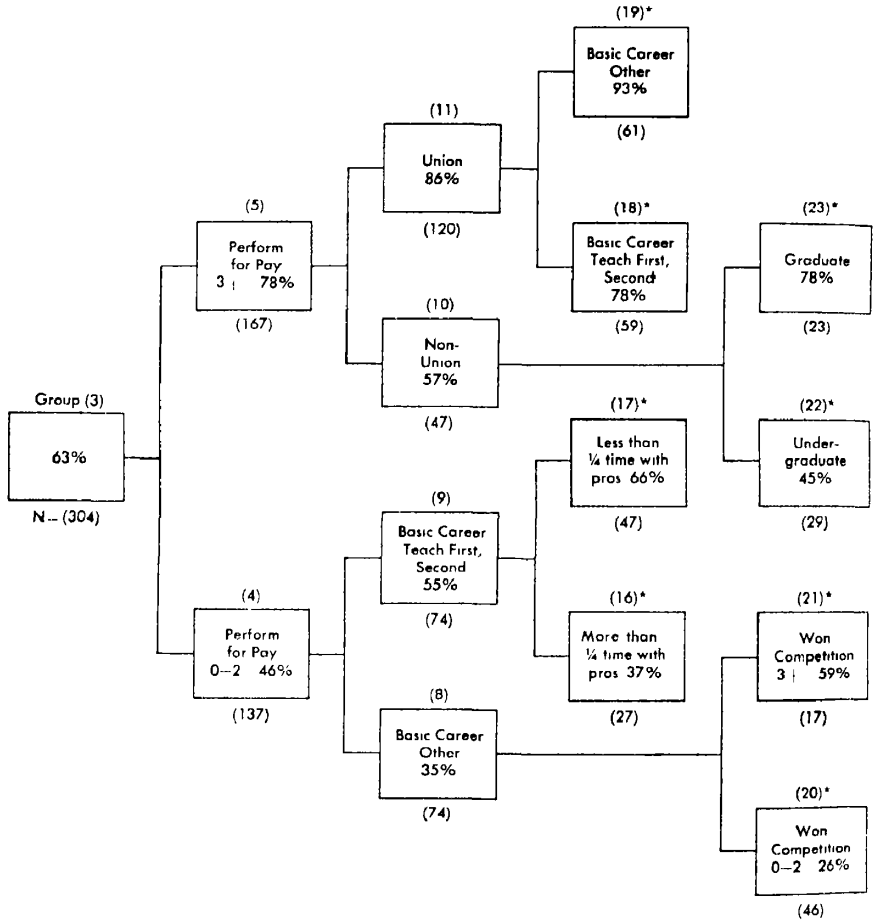 (19)*
Basic Career
Other
93%
(61)
(11)
Union
86%
(120)
(18)*
Basic Career
Teach First,
Second
78%
(59)
(23)*
Graduate
78%
(23)
(5)
Perform
for Pay
3+ 78%
(167)
(10)
Non-
Union
57%
(47)
(22)*
Under-
graduate
45%
(29)
Group (3)
63%
N— (304)
(17)*
Less than
¼ time with
pros 66%
(47)
(9)
Basic Career
Teach First,
Second
55%
(74)
(16)*
More than
¼ time with
pros 37%
(27)
(4)
Perform
for Pay
0—2 46%
(137)
(21)*
Won
Competition
3+ 59%
(17)
(8)
Basic Career
Other
35%
(74)
(20)*
Won
Competition
0—2 26%
(46)